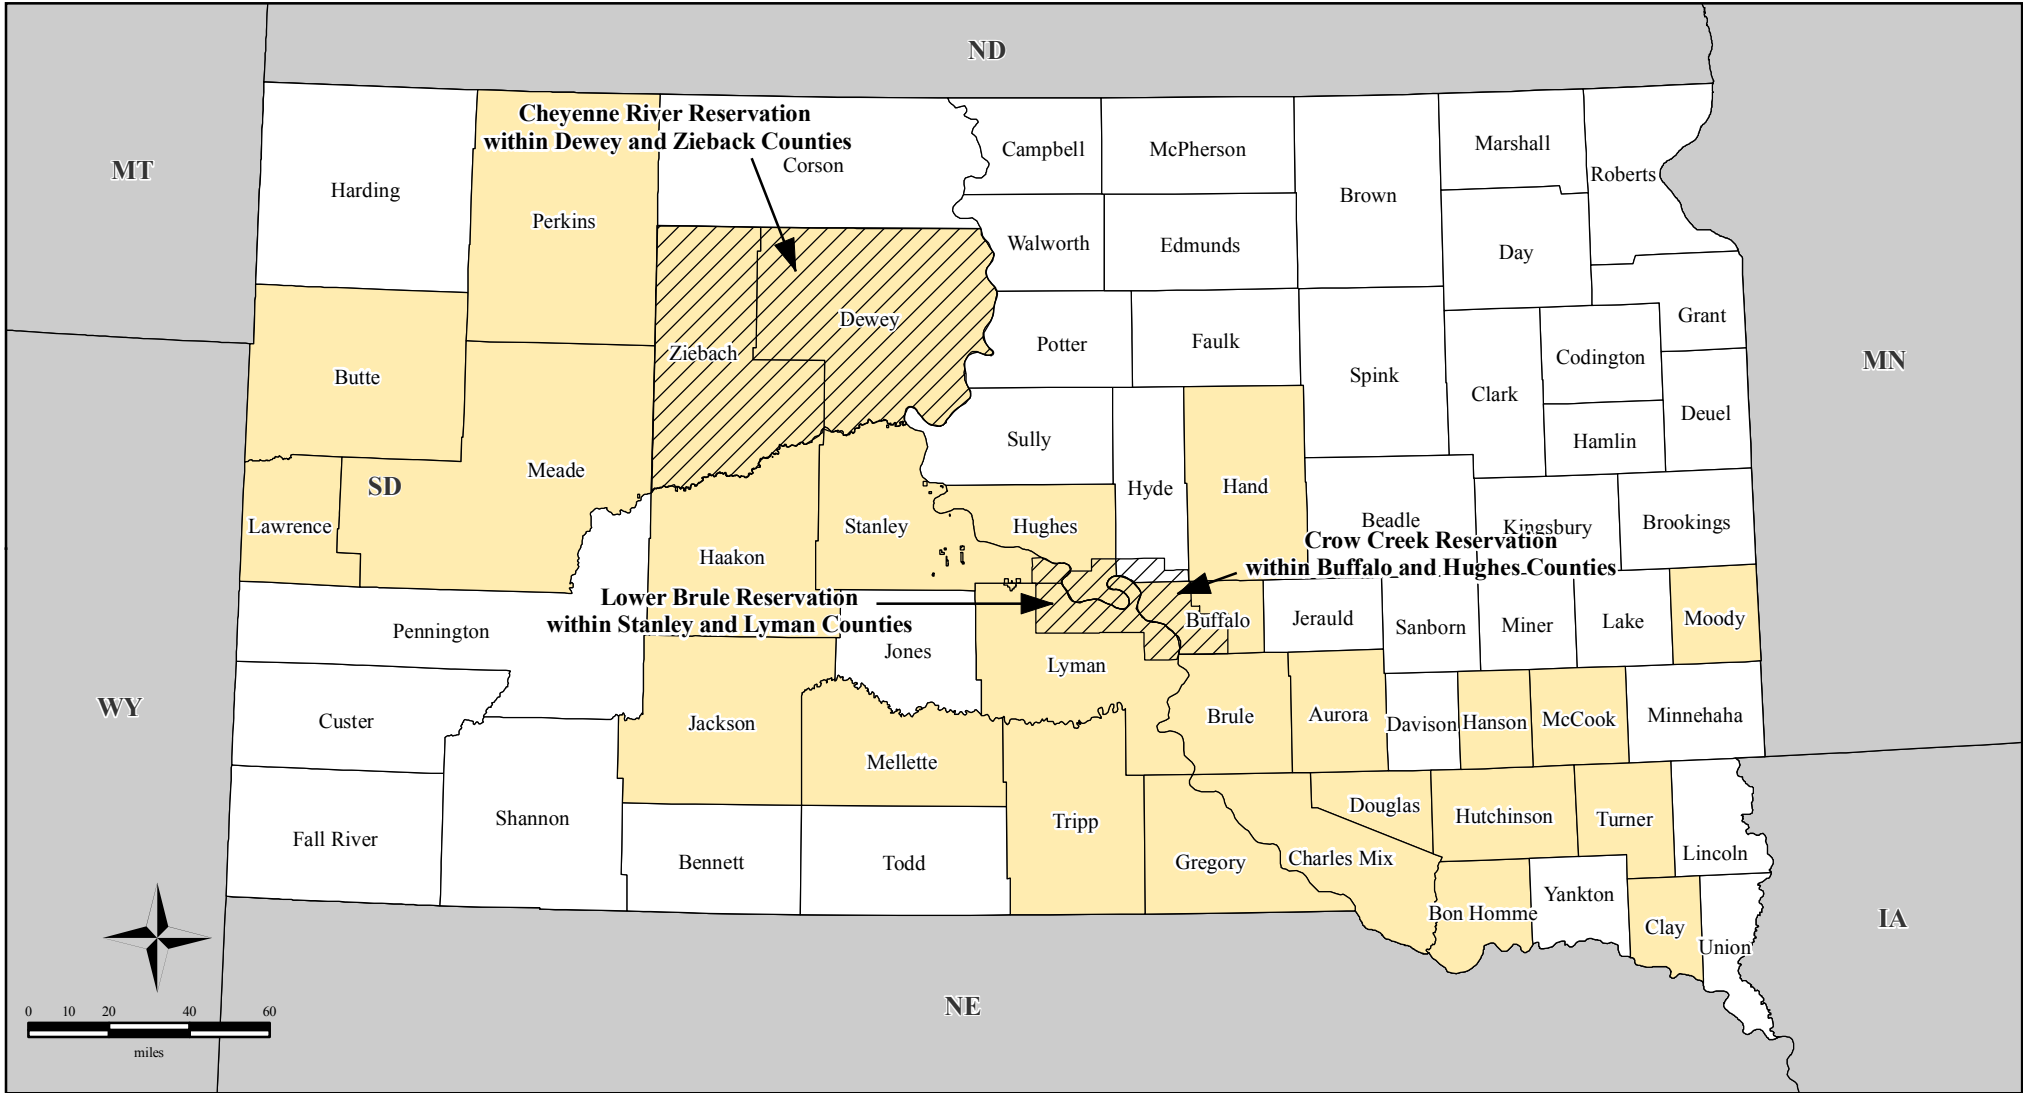 ND
Cheyenne River Reservation
within Dewey and Zieback Counties
MT
Harding
Perkins
Corson
Campbell
McPherson
Brown
Marshall
Roberts
Walworth
Edmunds
Day
Grant
Dewey
Ziebach
Butte
Potter
Faulk
Spink
Clark
Codington
MN
Deuel
Hamlin
Sully
Meade
SD
Hyde
Hand
Lawrence
Stanley
Hughes
Haakon
Beadle
Kingsbury
Brookings
Crow Creek Reservation
within Buffalo and Hughes Counties
Lower Brule Reservation
within Stanley and Lyman Counties
Pennington
Jones
Lyman
Buffalo
Jerauld
Sanborn
Miner
Lake
Moody
WY
Custer
Jackson
Mellette
Brule
Aurora
Davison
Hanson
McCook
Minnehaha
Fall River
Shannon
Bennett
Todd
Tripp
Gregory
Charles Mix
Douglas
Hutchinson
Turner
Lincoln
Bon Homme
Yankton
Clay
Union
IA
NE
0 10 20 40 60
miles